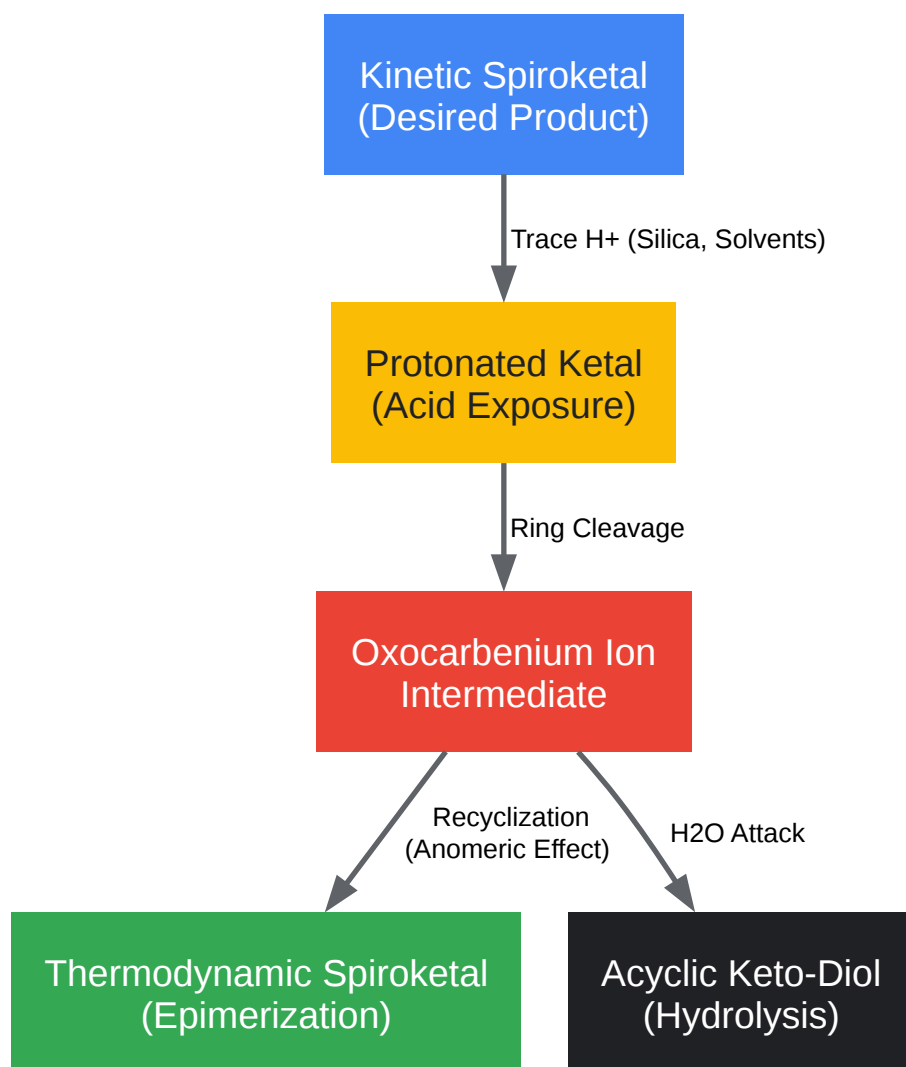 Kinetic Spiroketal
(Desired Product)
Trace H+ (Silica, Solvents)
Protonated Ketal
(Acid Exposure)
Ring Cleavage
Oxocarbenium Ion
Intermediate
Recyclization
(Anomeric Effect)
H2O Attack
Thermodynamic Spiroketal
(Epimerization)
Acyclic Keto-Diol
(Hydrolysis)